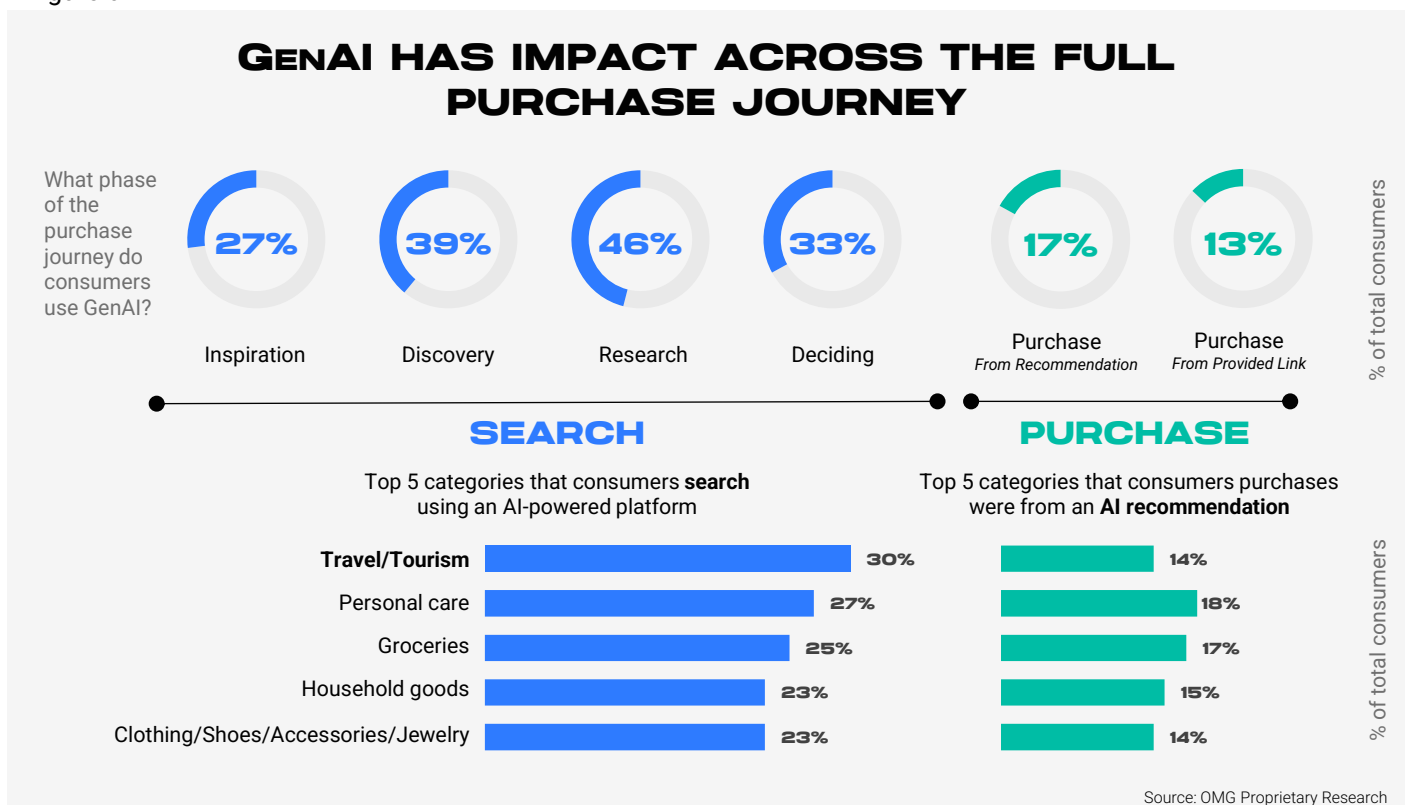 GenAI HAS IMPACT ACROSS THE FULL
PURCHASE JOURNEY
What phase
of the
purchase
journey do
consumers
use GenAI?
27%
39%
46%
33%
17%
13%
Inspiration
Discovery
Research
Deciding
Purchase
From Recommendation
Purchase
From Provided Link
% of total consumers
SEARCH
PURCHASE
Top 5 categories that consumers search
using an AI-powered platform
Top 5 categories that consumers purchases
were from an AI recommendation
Travel/Tourism
30%
14%
Personal care
27%
18%
Groceries
25%
17%
Household goods
23%
15%
Clothing/Shoes/Accessories/Jewelry
23%
14%
% of total consumers
Source: OMG Proprietary Research